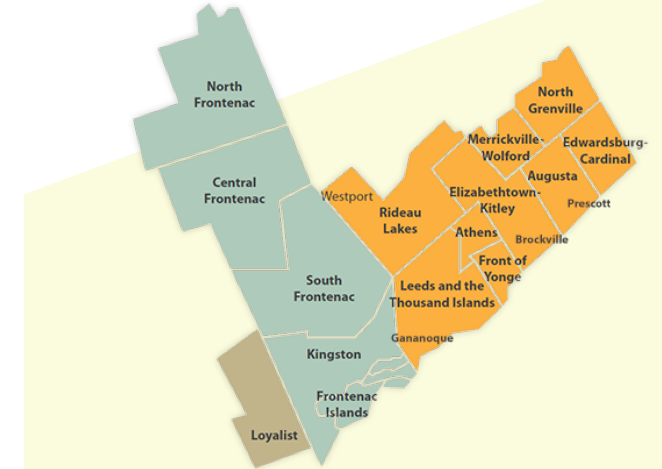 North
Frontenac
Central
Frontenac
South
Frontenac
Kingston
Frontenac
Islands
Loyalist
Westport
Rideau
Lakes
North
Grenville
Merrickville-
Wolford
Edwardsburg-
Cardinal
Augusta
Prescott
Elizabethtown-
Kitley
Brockville
Athens
Front of
Yonge
Leeds and the
Thousand Islands
Gananoque